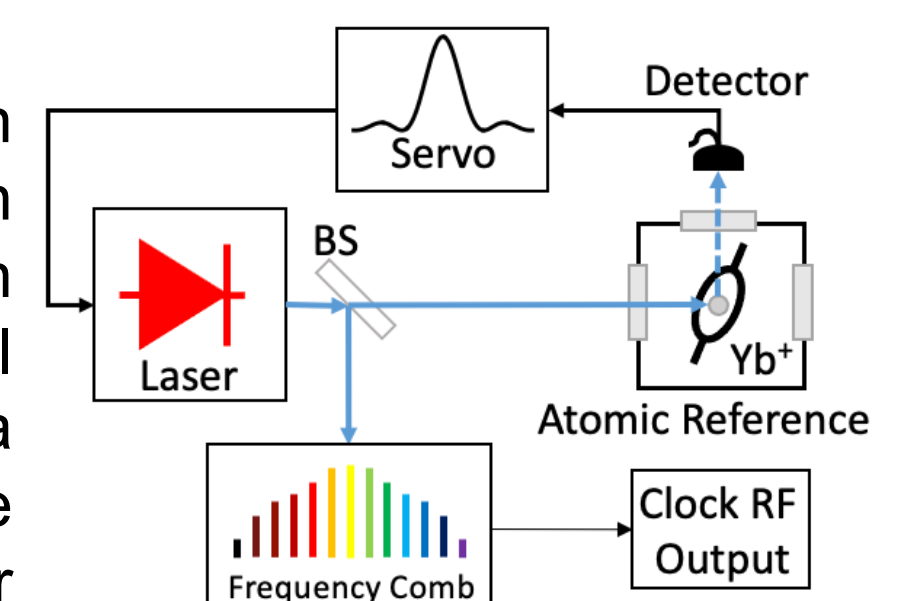 n
n
n
l
a
e
r
Detector
Servo
BS
Laser
Yb⁺
Atomic Reference
Clock RF
Output
Frequency Comb